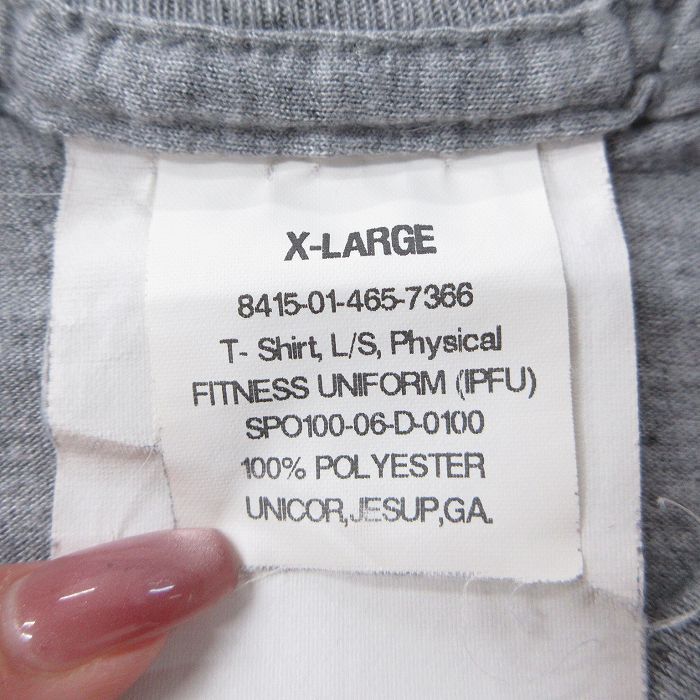 X-LARGE
8415-01-465-7366
T- Shirt, L/S, Physical
FITNESS UNIFORM (IPFU)
SPO100-06-D-0100
100% POLYESTER
UNICOR,JESUP,GA.